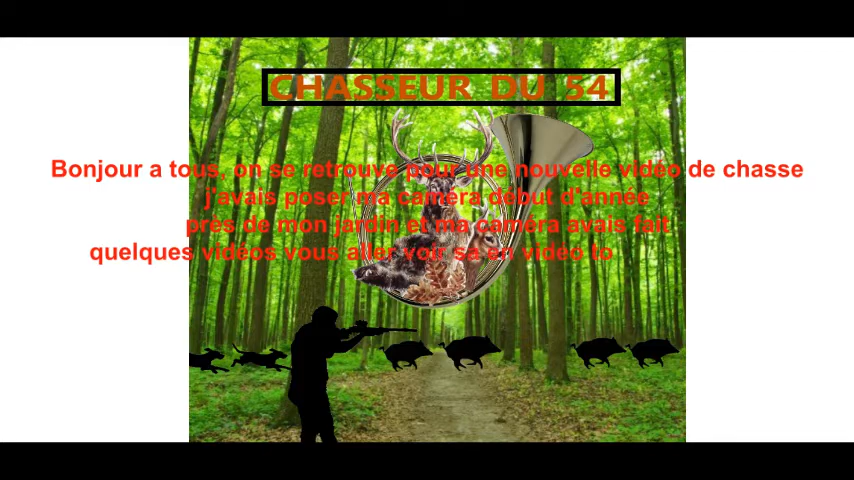 CHASSEUR DU 54
Bonjour a tous, on se retrouve pour une nouvelle vidéo de chasse
j'avais poser ma caméra début d'année
près de mon jardin et ma caméra avais fait
quelques vidéos vous aller voir sa en vidéo to